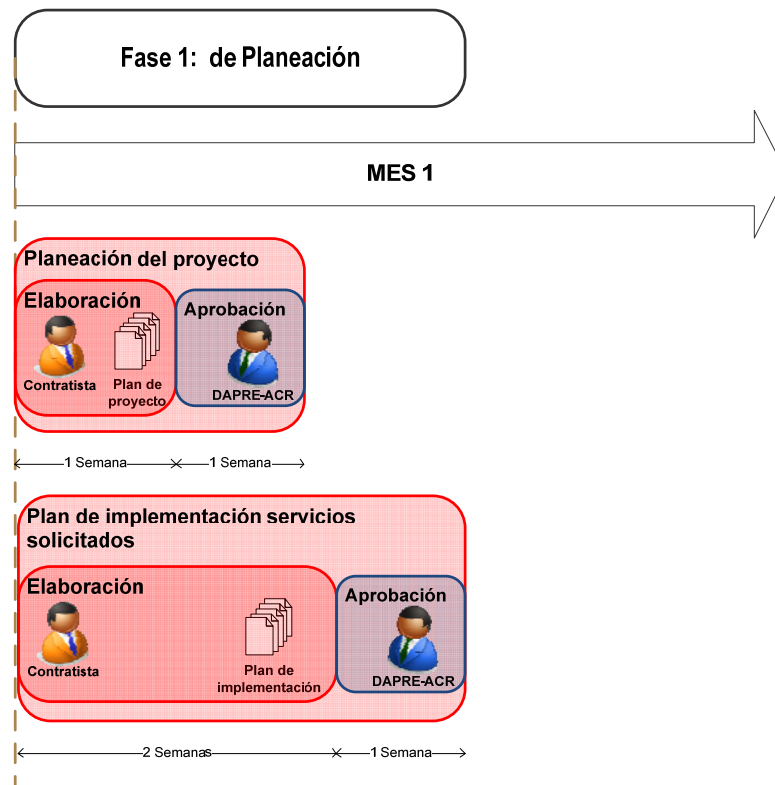 Fase 1:  de Planeación
MES 1
Planeación del proyecto
Elaboración
Aprobación
Contratista
Plan de
proyecto
DAPRE-ACR
1 Semana
1 Semana
Plan de implementación servicios
solicitados
Elaboración
Aprobación
Contratista
Plan de
implementación
DAPRE-ACR
2 Semanas
1 Semana